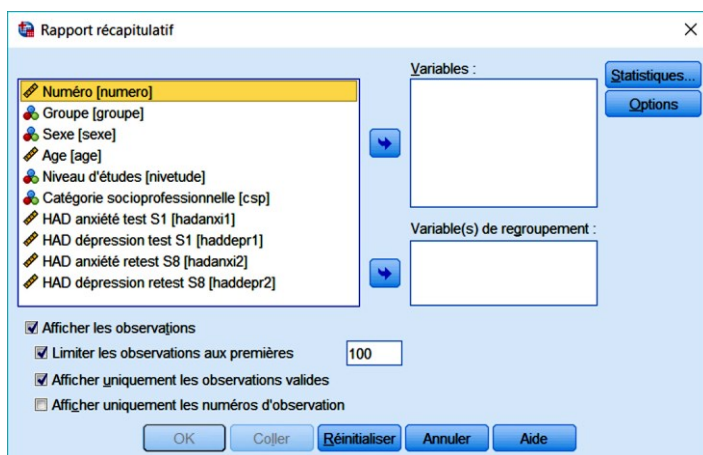 Rapport récapitulatif
Numéro [numero]
Groupe [groupe]
Sexe [sexe]
Age [age]
Niveau d'études [nivetude]
Catégorie socioprofessionnelle [csp]
HAD anxiété test S1 [hadanxi1]
HAD dépression test S1 [haddepr1]
HAD anxiété retest S8 [hadanxi2]
HAD dépression retest S8 [haddepr2]
Variables :
Variable(s) de regroupement :
Statistiques...
Options
Afficher les observations
Limiter les observations aux premières 100
Afficher uniquement les observations valides
Afficher uniquement les numéros d'observation
OK Coller Réinitialiser Annuler Aide